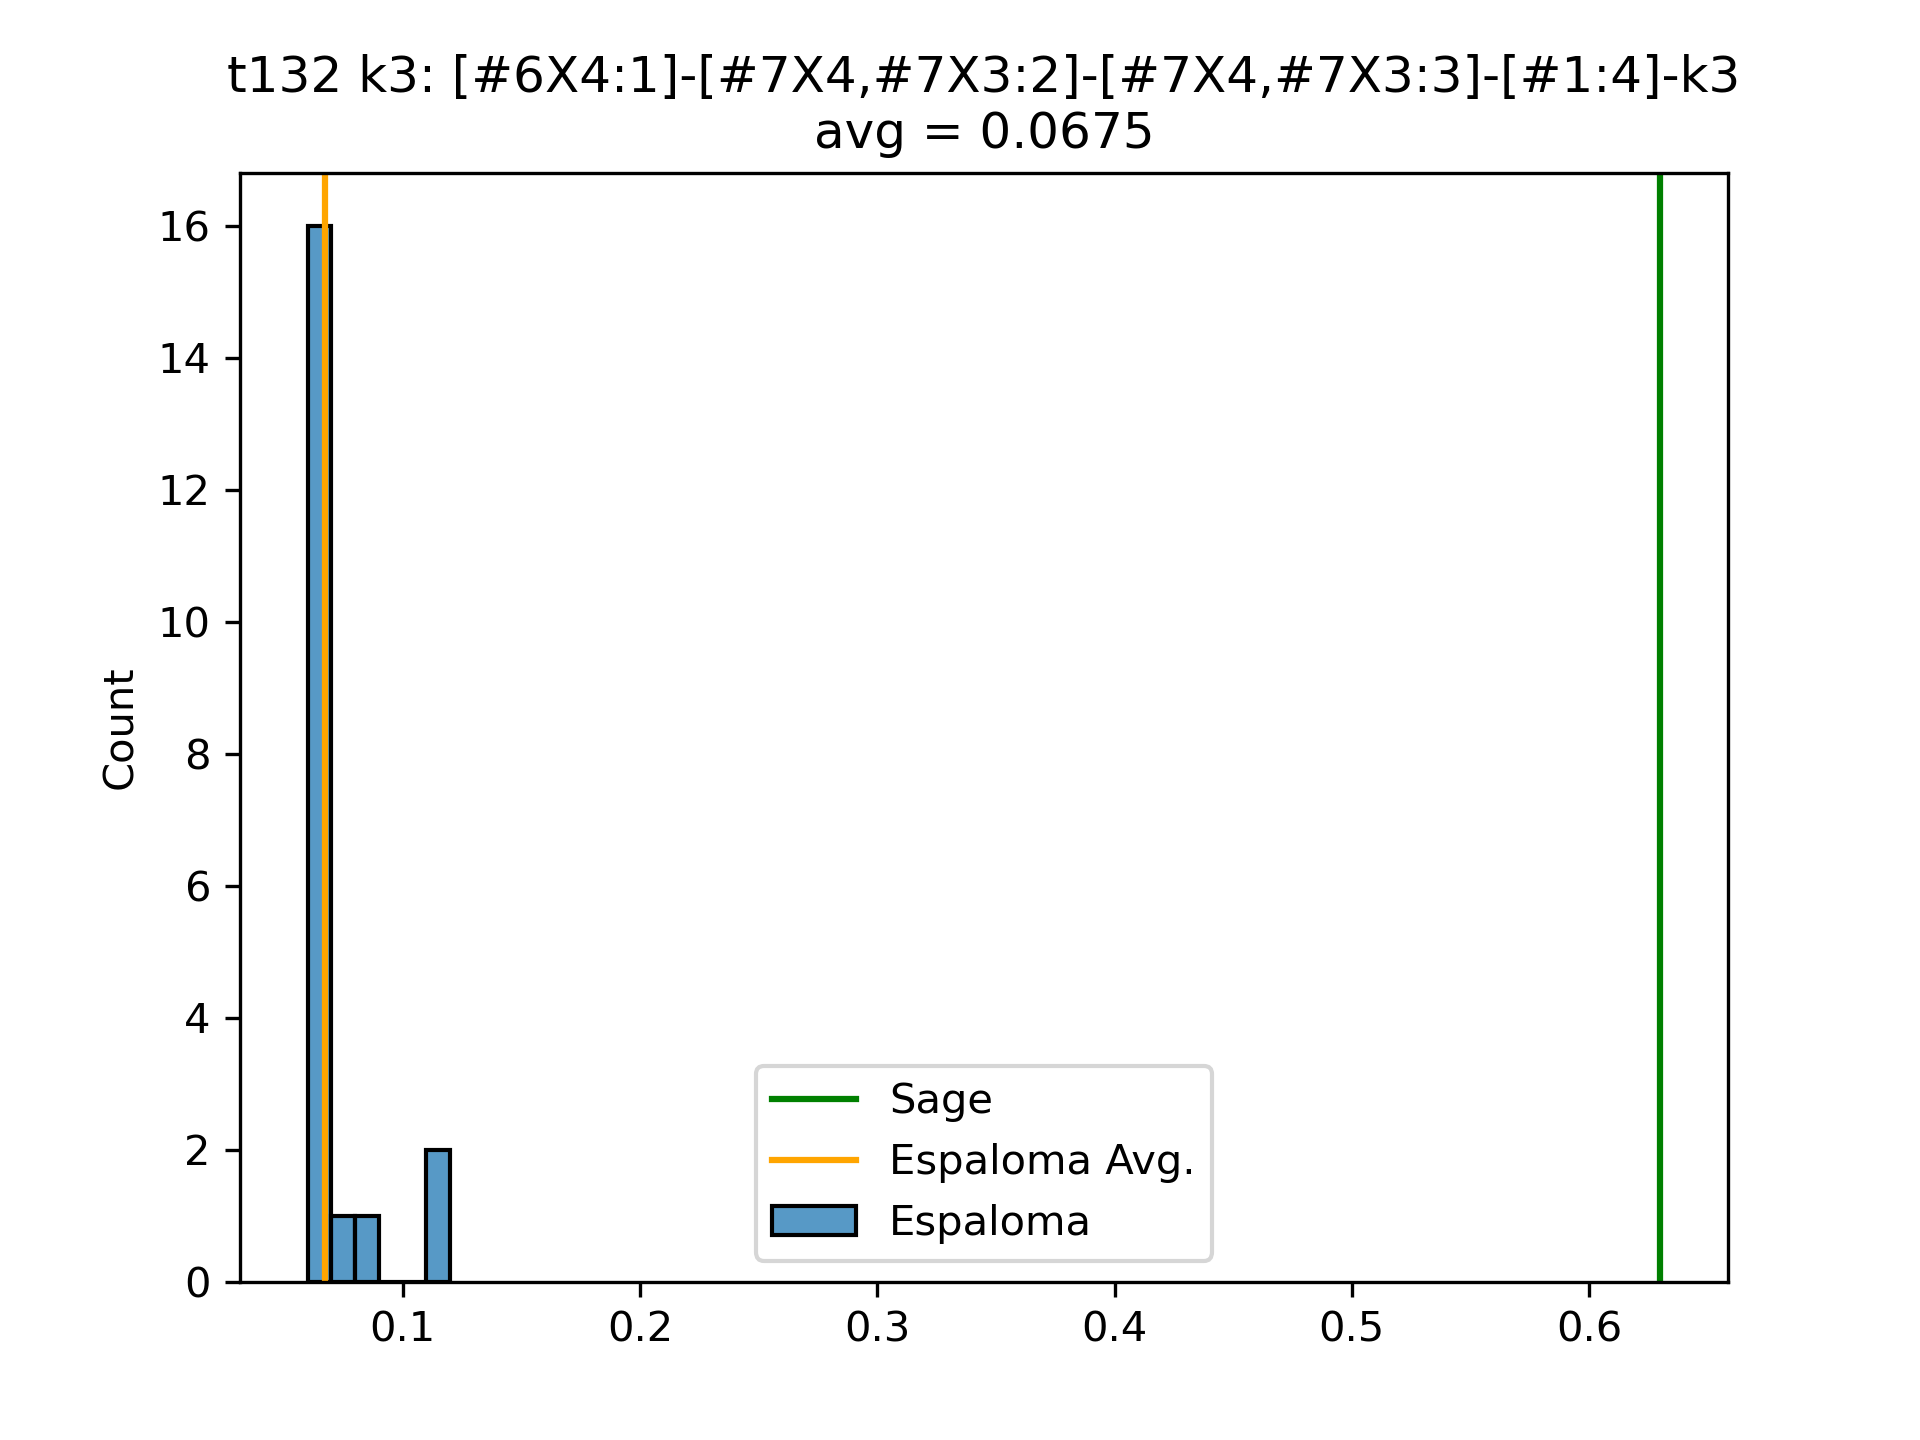 t132 k3: [#6X4:1]-[#7X4,#7X3:2]-[#7X4,#7X3:3]-[#1:4]-k3
avg = 0.0675
16
14
12
10
8
6
4
2
0
Count
Sage
Espaloma Avg.
Espaloma
0.1 0.2 0.3 0.4 0.5 0.6